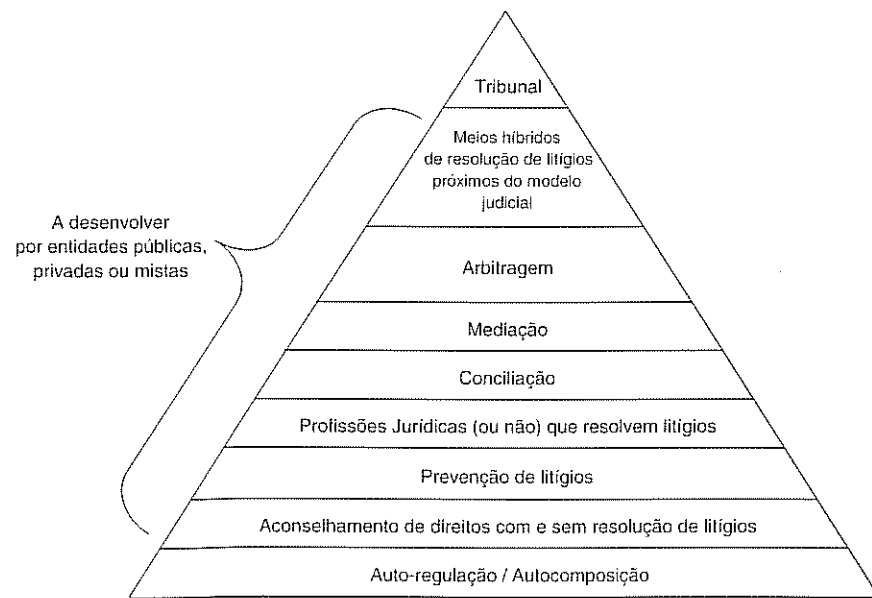 Tribunal
Meios híbridos
de resolução de litígios
próximos do modelo
judicial
A desenvolver
por entidades públicas,
privadas ou mistas
Arbitragem
Mediação
Conciliação
Profissões Jurídicas (ou não) que resolvem litígios
Prevenção de litígios
Aconselhamento de direitos com e sem resolução de litígios
Auto-regulação / Autocomposição